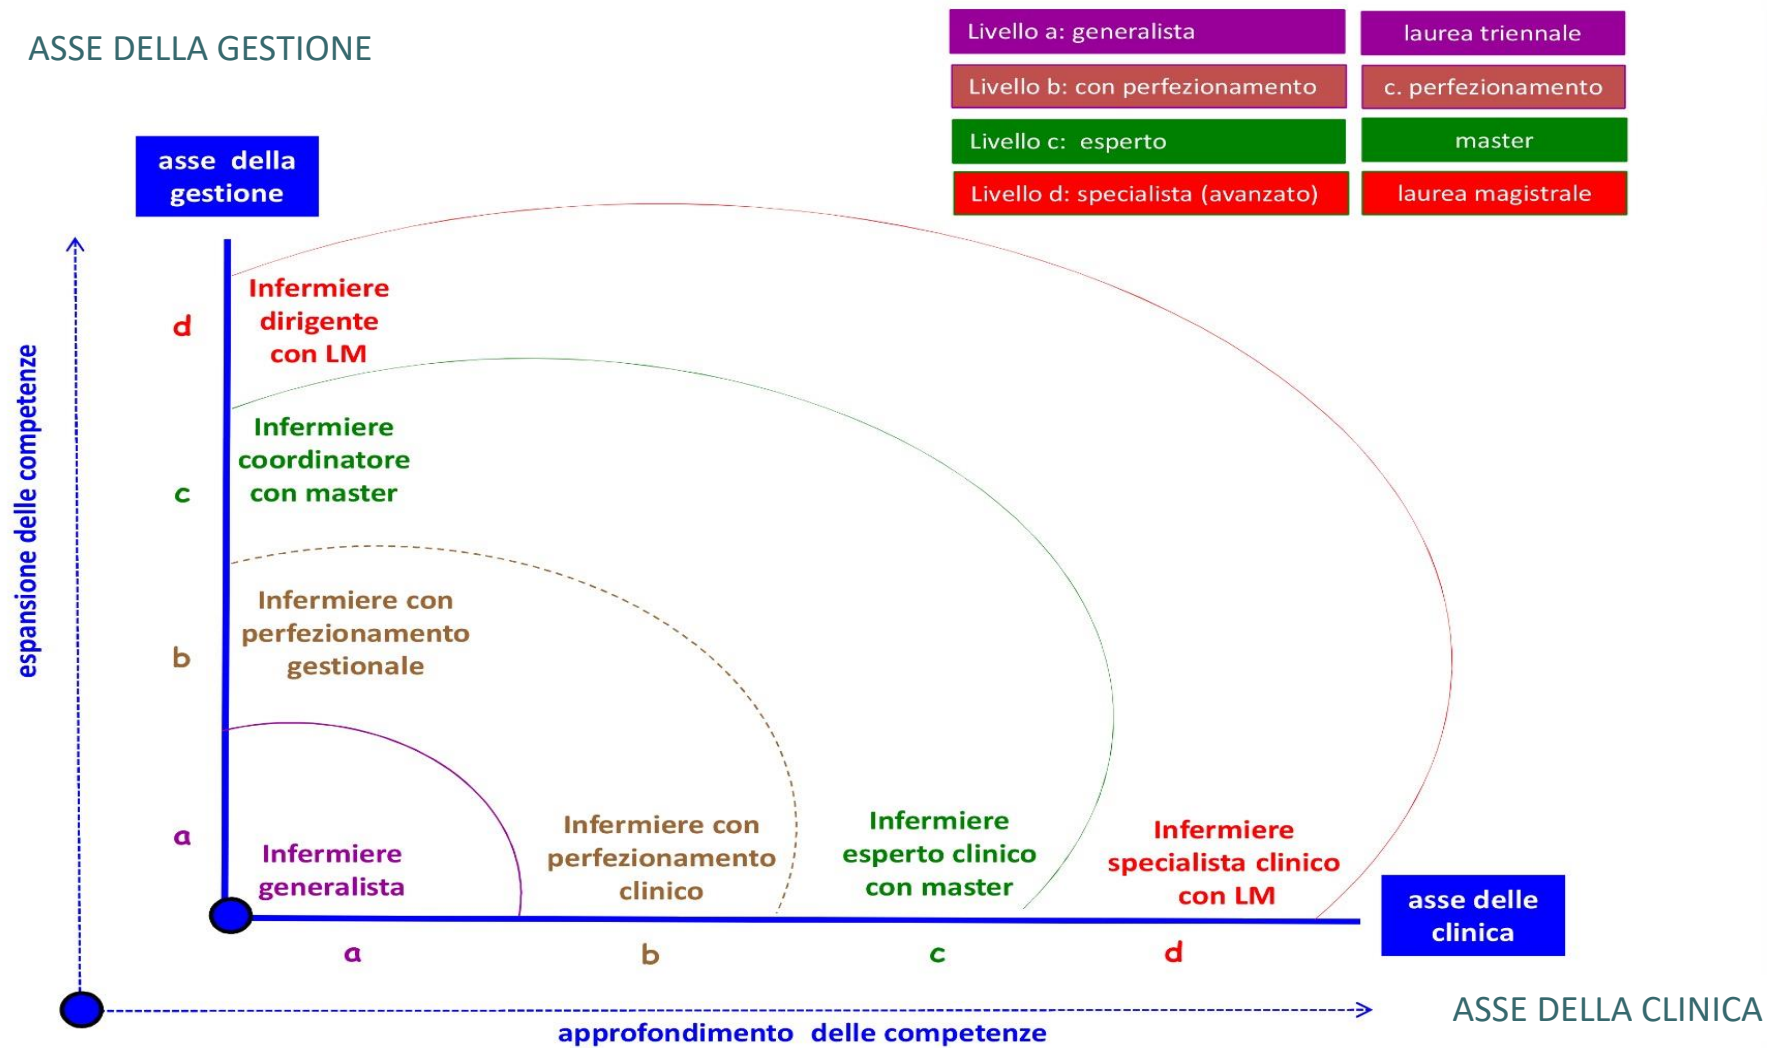 ASSE DELLA GESTIONE
Livello a: generalista
laurea triennale
Livello b: con perfezionamento
c. perfezionamento
Livello c:  esperto
master
Livello d: specialista (avanzato)
laurea magistrale
asse  della
gestione
espansione delle competenze
d
Infermiere
dirigente
con LM
c
Infermiere
coordinatore
con master
b
Infermiere con
perfezionamento
gestionale
a
Infermiere
generalista
Infermiere con
perfezionamento
clinico
Infermiere
esperto clinico
con master
Infermiere
specialista clinico
con LM
asse delle
clinica
a
b
c
d
approfondimento  delle competenze
ASSE DELLA CLINICA